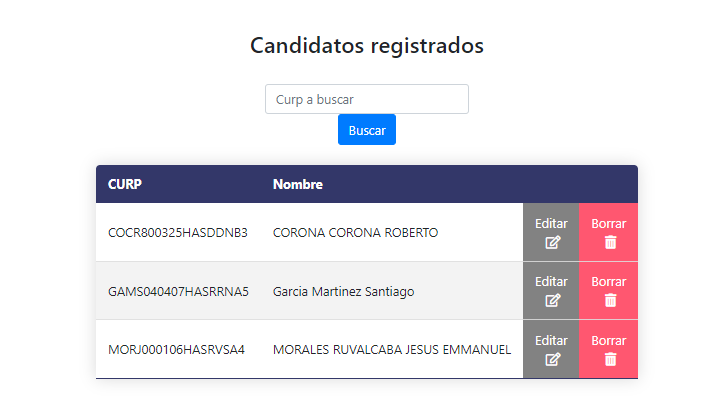 Candidatos registrados
Curp a buscar
Buscar
CURP Nombre
COCR800325HASDDNB3 CORONA CORONA ROBERTO Editar Borrar
GAMS040407HASRRNA5 Garcia Martinez Santiago Editar Borrar
MORJ000106HASRVSA4 MORALES RUVALCABA JESUS EMMANUEL Editar Borrar